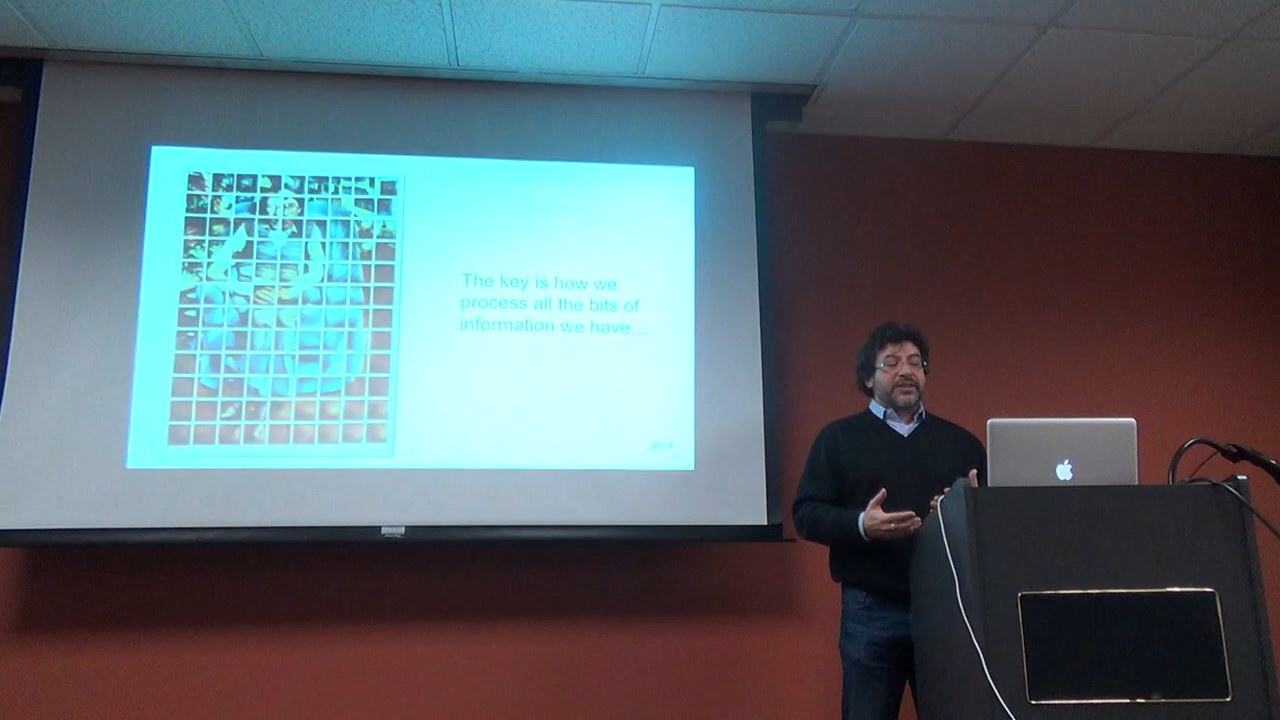 The key is how we
process all the bits of
information we have...